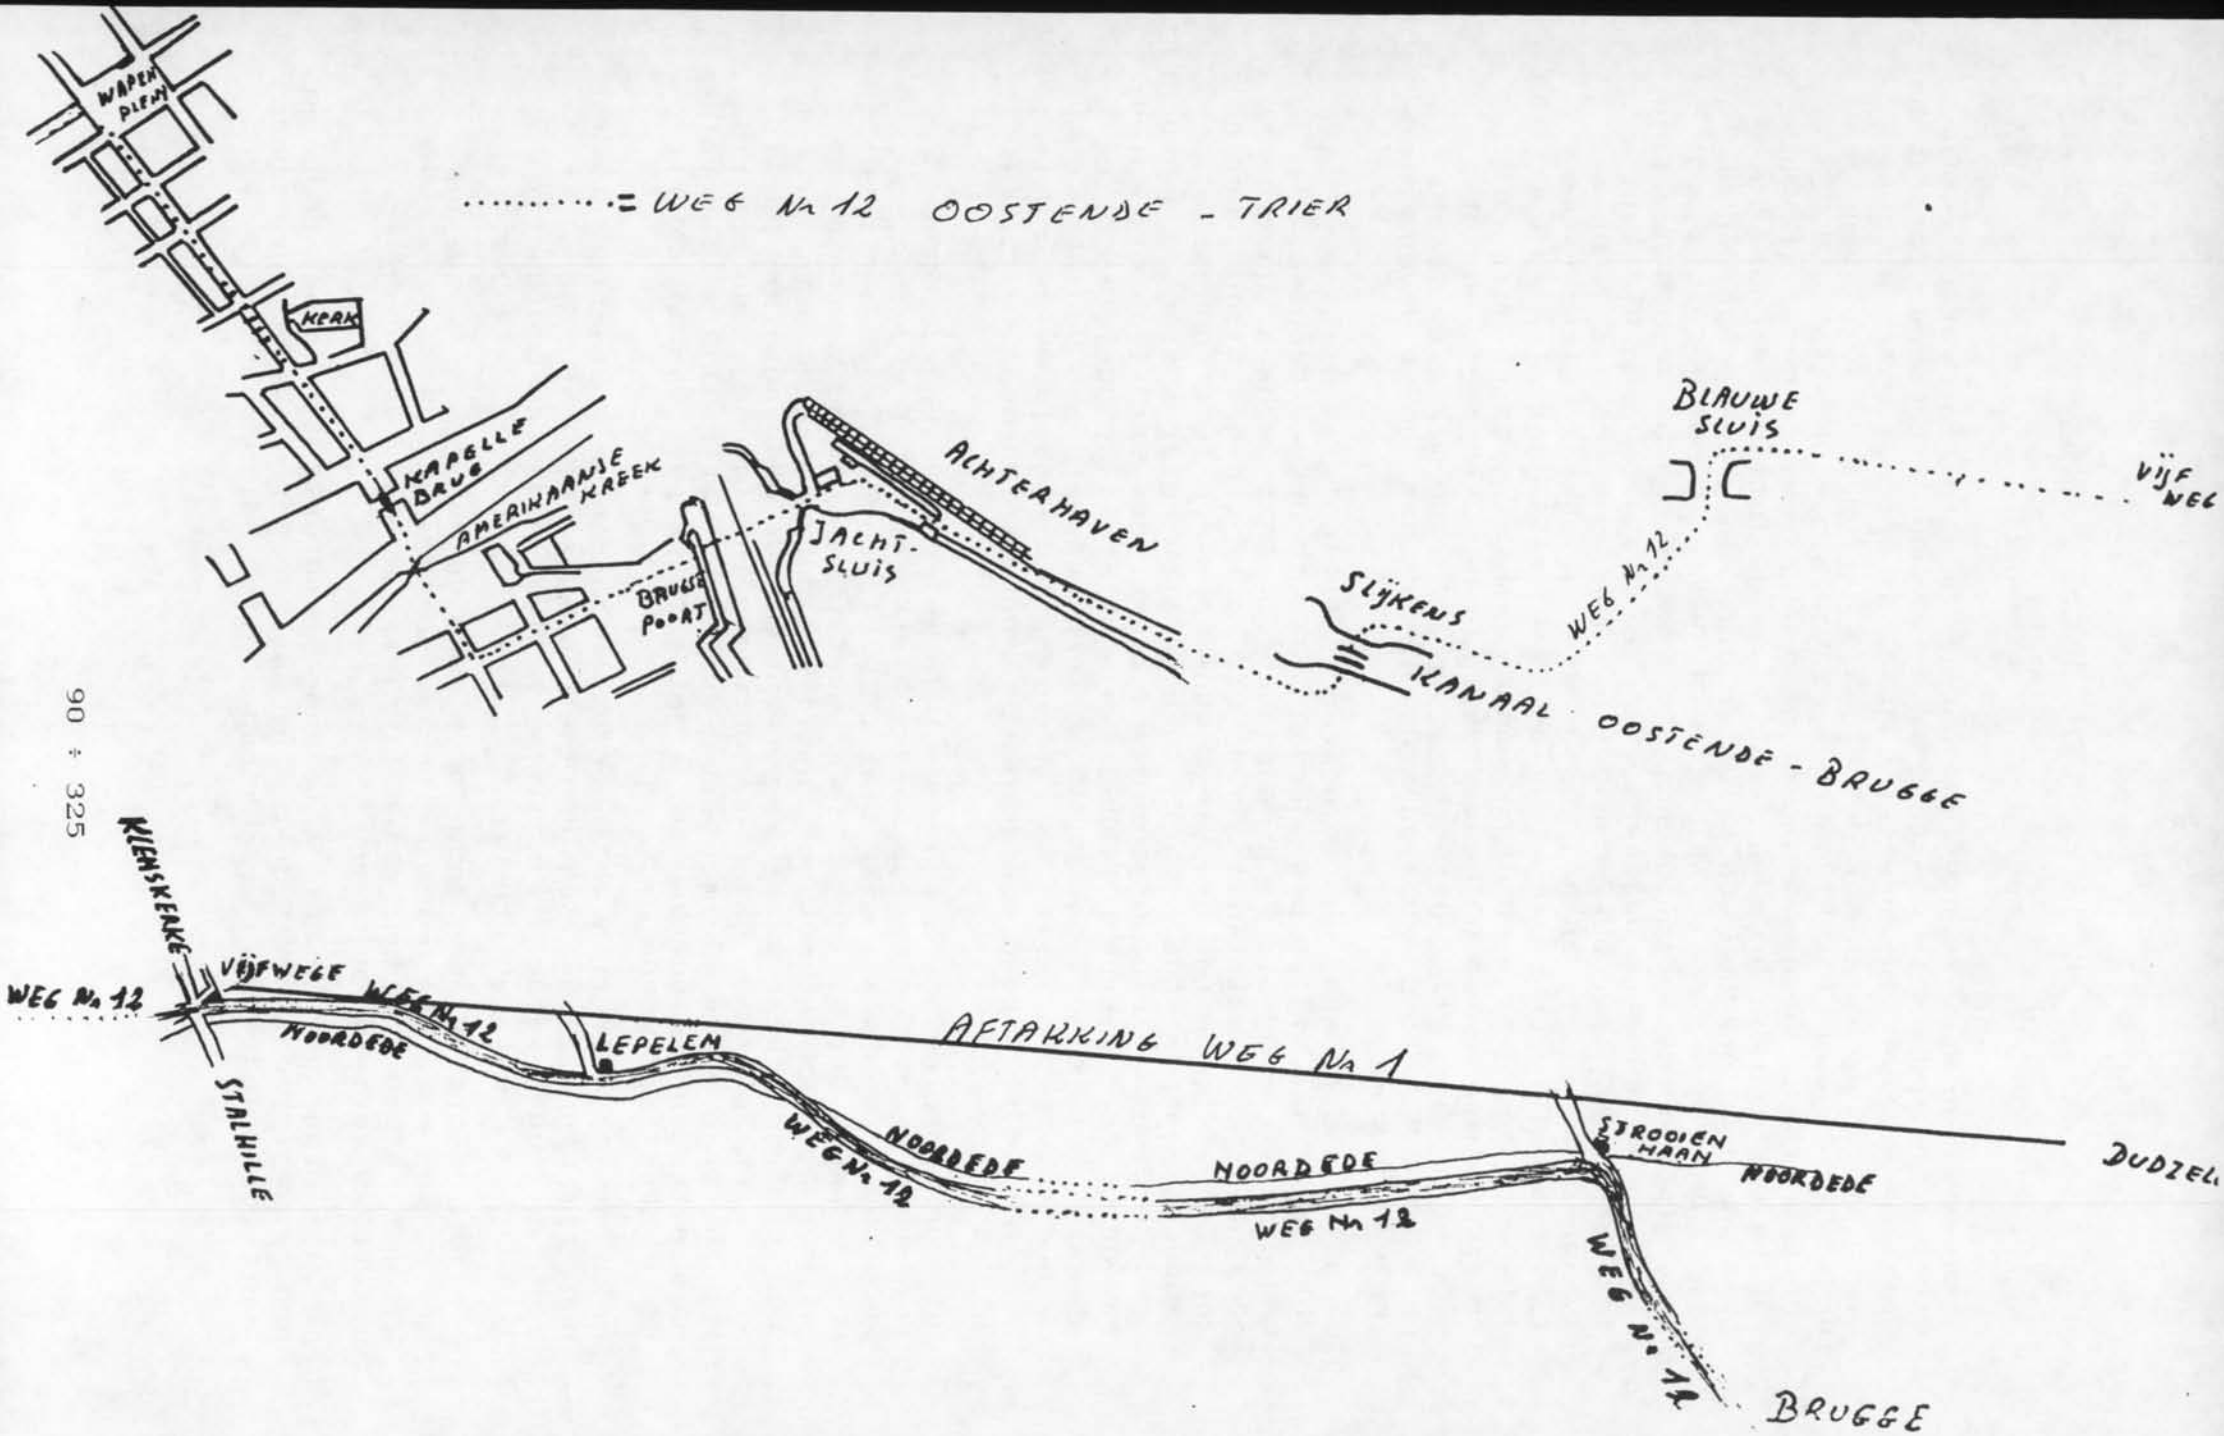 WAPEN
PLEIN
........... = WEG Nr 12 OOSTENDE - TRIER
KERK
KAPELLE
BRUG
AMERIKAANSE
KREEK
BRUGSE
POORT
JACHT-
SLUIS
ACHTERHAVEN
SLIJKENS
KANAAL OOSTENDE - BRUGGE
WEG Nr 12
BLAUWE
SLUIS
VIJF
WEG
90 ÷ 325
KLEMSKERKE
WEG Nr 12
VIJFWEGE
WEG Nr 12
NOORDEDE
STALHILLE
LEPELEM
AFTAKKING WEG Nr 1
WEG Nr 12
NOORDEDE
NOORDEDE
WEG Nr 12
STROOIEN
HAAN
NOORDEDE
DUDZEL
WEG Nr 12
BRUGGE